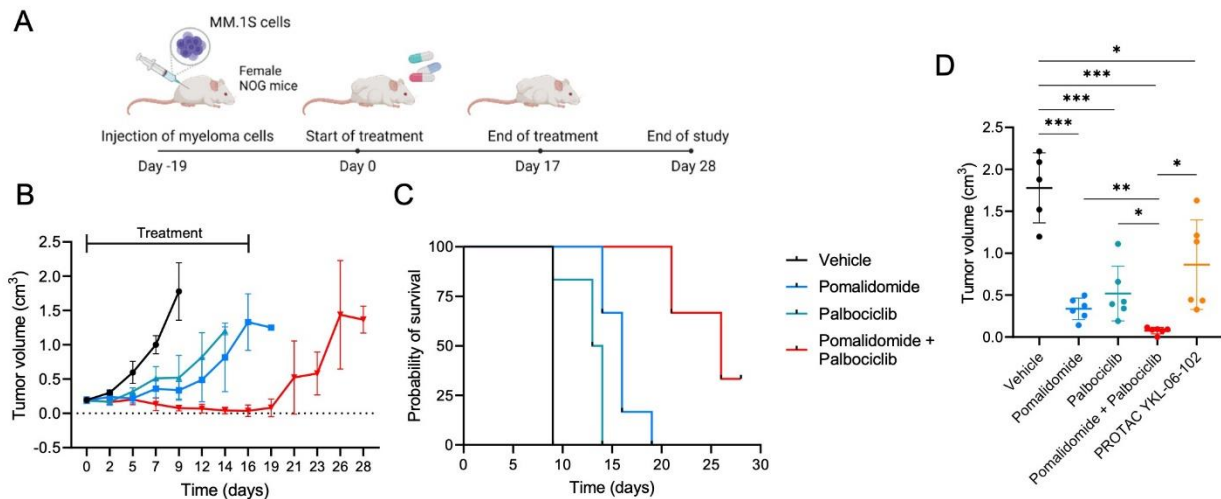 A
MM.1S cells
Female
NOG mice
Injection of myeloma cells
Start of treatment
End of treatment
End of study
Day -19
Day 0
Day 17
Day 28
B
Treatment
Tumor volume (cm3)
2.5
2.0
1.5
1.0
0.5
0.0
-0.5
0 2 5 7 9 12 14 16 19 21 23 26 28
Time (days)
C
Probability of survival
100
75
50
25
0
0 5 10 15 20 25 30
Time (days)
Vehicle
Pomalidomide
Palbociclib
Pomalidomide +
Palbociclib
D
*
***
***
***
*
**
*
Tumor volume (cm3)
2.5
2.0
1.5
1.0
0.5
0.0
Vehicle
Pomalidomide
Palbociclib
Pomalidomide + Palbociclib
PROTAC YKL-06-102